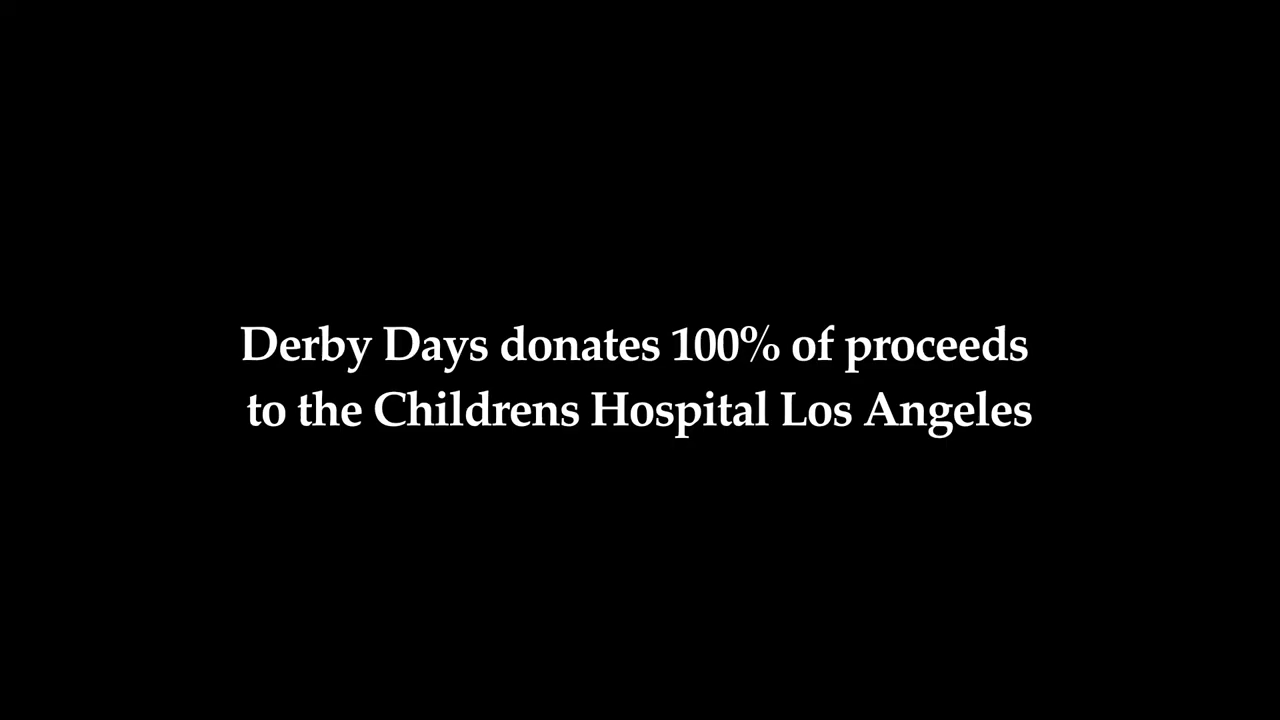 Derby Days donates 100% of proceeds
to the Childrens Hospital Los Angeles